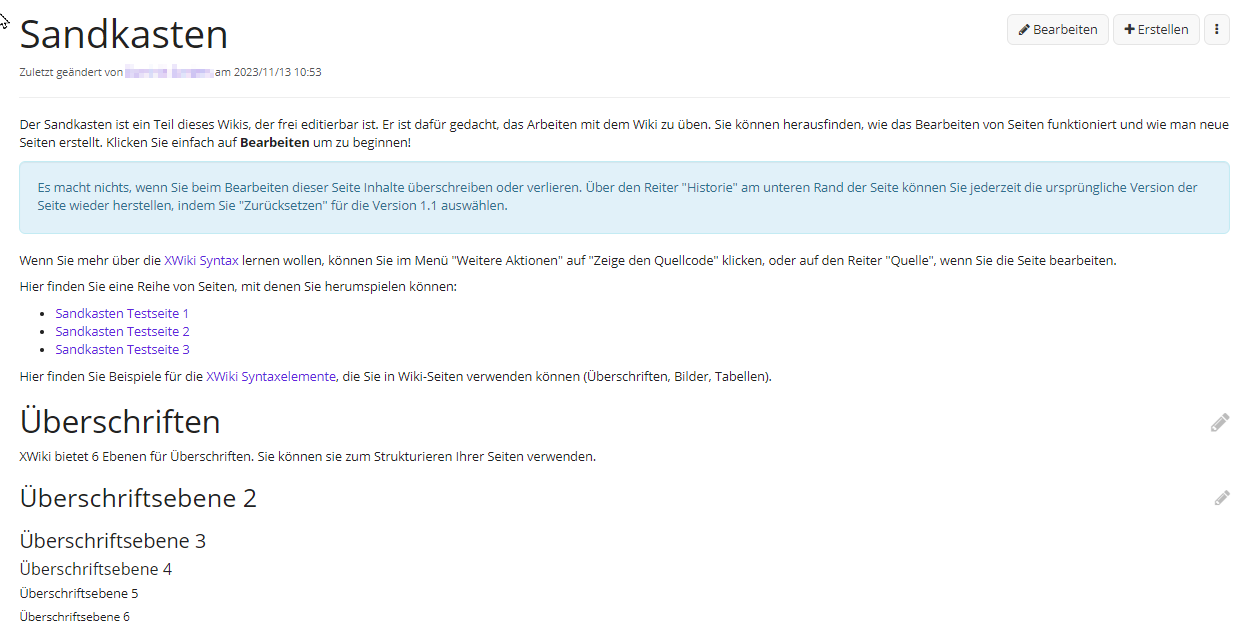 Sandkasten
Bearbeiten
Erstellen
Zuletzt geändert von am 2023/11/13 10:53
Der Sandkasten ist ein Teil dieses Wikis, der frei editierbar ist. Er ist dafür gedacht, das Arbeiten mit dem Wiki zu üben. Sie können herausfinden, wie das Bearbeiten von Seiten funktioniert und wie man neue
Seiten erstellt. Klicken Sie einfach auf Bearbeiten um zu beginnen!
Es macht nichts, wenn Sie beim Bearbeiten dieser Seite Inhalte überschreiben oder verlieren. Über den Reiter "Historie" am unteren Rand der Seite können Sie jederzeit die ursprüngliche Version der
Seite wieder herstellen, indem Sie "Zurücksetzen" für die Version 1.1 auswählen.
Wenn Sie mehr über die XWiki Syntax lernen wollen, können Sie im Menü "Weitere Aktionen" auf "Zeige den Quellcode" klicken, oder auf den Reiter "Quelle", wenn Sie die Seite bearbeiten.
Hier finden Sie eine Reihe von Seiten, mit denen Sie herumspielen können:
• Sandkasten Testseite 1
• Sandkasten Testseite 2
• Sandkasten Testseite 3
Hier finden Sie Beispiele für die XWiki Syntaxelemente, die Sie in Wiki-Seiten verwenden können (Überschriften, Bilder, Tabellen).
Überschriften
XWiki bietet 6 Ebenen für Überschriften. Sie können sie zum Strukturieren Ihrer Seiten verwenden.
Überschriftsebene 2
Überschriftsebene 3
Überschriftsebene 4
Überschriftsebene 5
Überschriftsebene 6